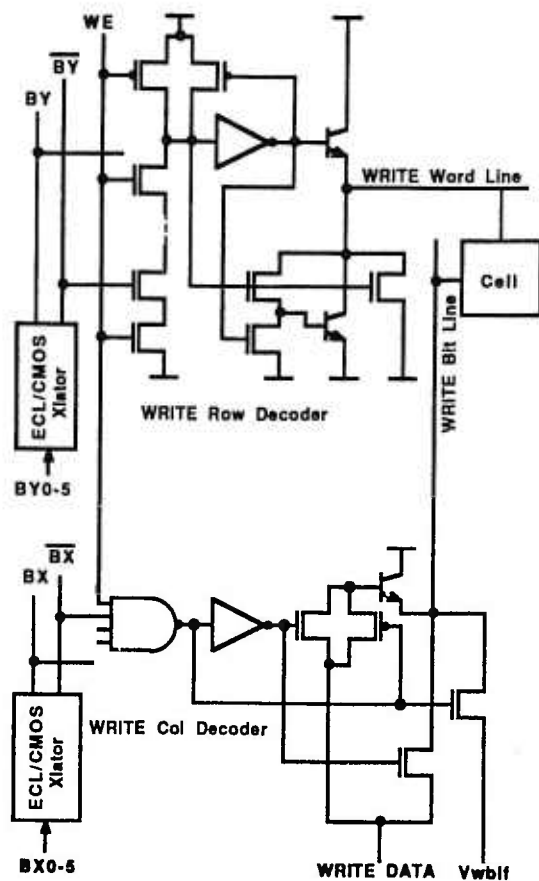 WE
BY
BY
WRITE Word Line
Cell
WRITE Bit Line
ECL/CMOS
Xlator
WRITE Row Decoder
BY0-5
BX
BX
WRITE Col Decoder
ECL/CMOS
Xlator
BX0-5
WRITE DATA
Vwblf